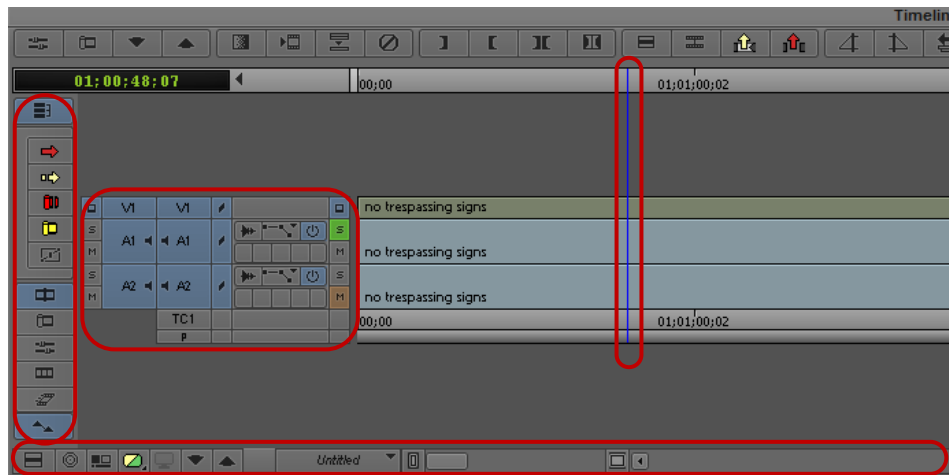 Timelin
01;00;48;07
00;00 01;01;00;02
V1 V1 no trespassing signs
S S
A1 A1
M M no trespassing signs
S S
A2 A2
M M no trespassing signs
TC1 00;00 01;01;00;02
P
Untitled